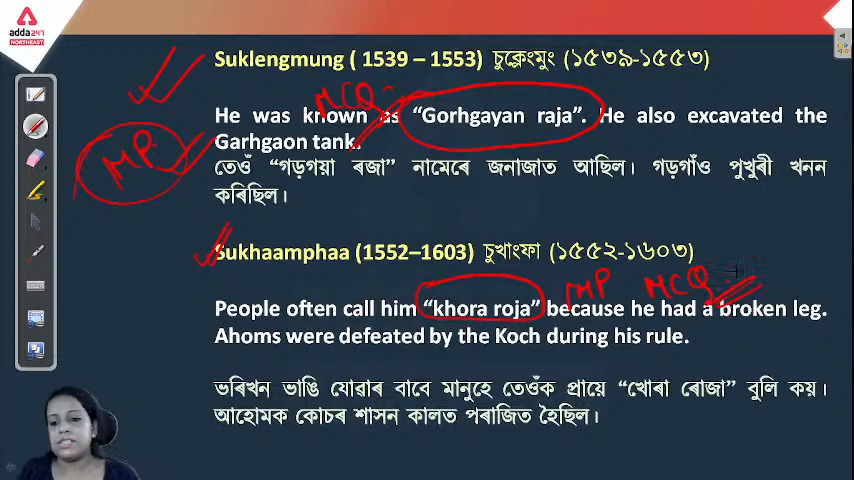 adda247
NORTHEAST
Suklengmung ( 1539 – 1553) চুক্লেংমুং (১৫৩৯-১৫৫৩)
MCQ
He was known as “Gorhgayan raja”. He also excavated the
Garhgaon tank.
MP
তেওঁ “গড়গয়া ৰজা” নামেৰে জনাজাত আছিল। গড়গাঁও পুখুৰী খনন
কৰিছিল।
Sukhaamphaa (1552–1603) চুখাংফা (১৫৫২-১৬০৩)
MP MCQ
People often call him “khora roja” because he had a broken leg.
Ahoms were defeated by the Koch during his rule.
ভৰিখন ভাঙি যোৱাৰ বাবে মানুহে তেওঁক প্ৰায়ে “খোৰা ৰোজা” বুলি কয়।
আহোমক কোচৰ শাসন কালত পৰাজিত হৈছিল।